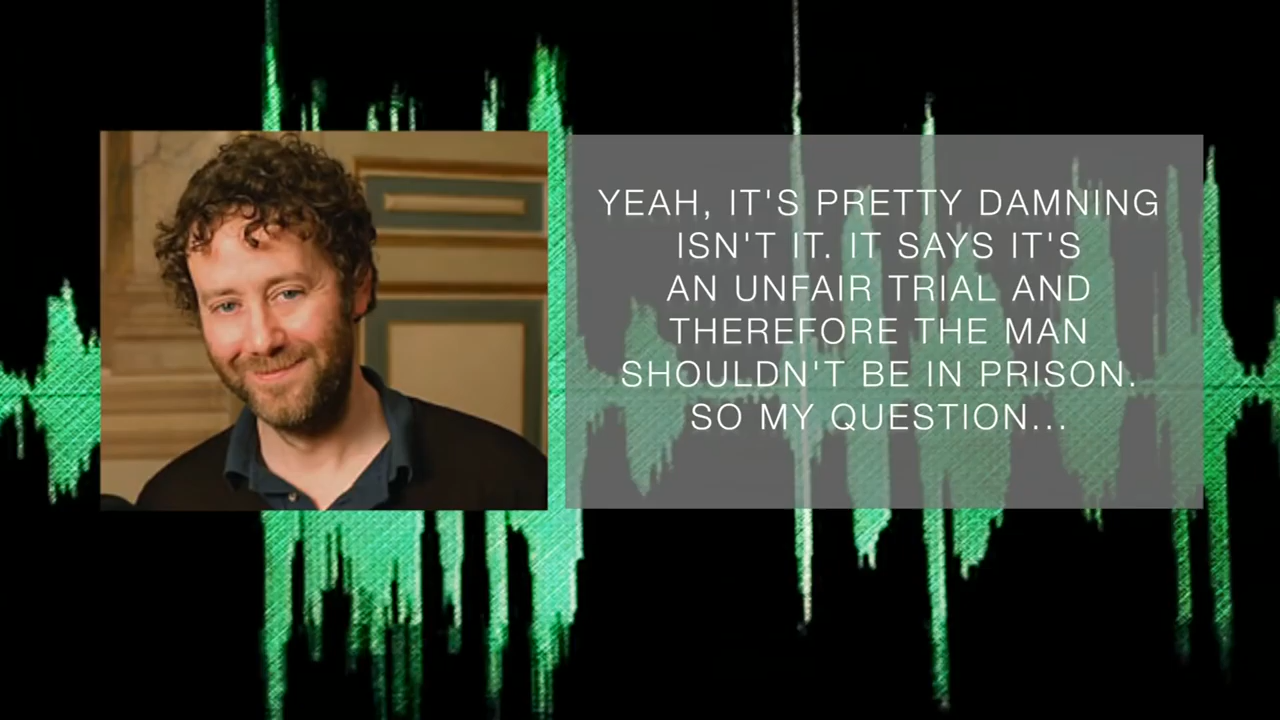 YEAH, IT'S PRETTY DAMNING
ISN'T IT. IT SAYS IT'S
AN UNFAIR TRIAL AND
THEREFORE THE MAN
SHOULDN'T BE IN PRISON.
SO MY QUESTION...